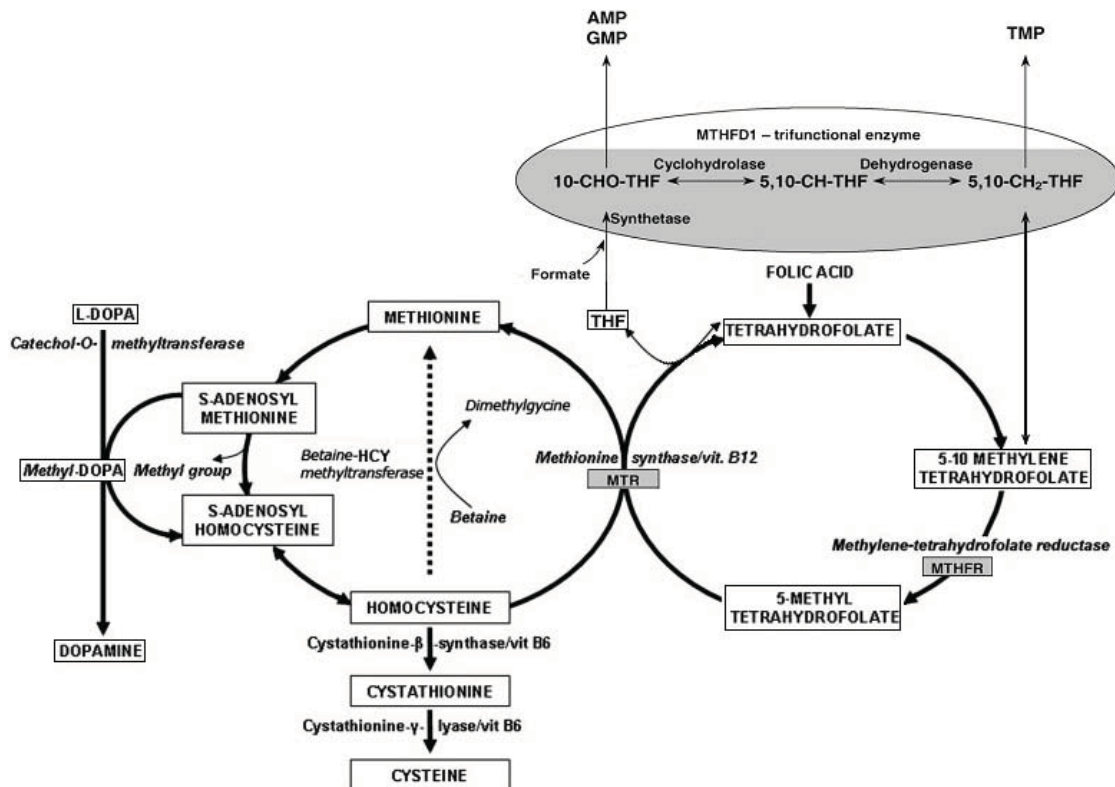 AMP
GMP
TMP
MTHFD1 – trifunctional enzyme
Cyclohydrolase
Dehydrogenase
10-CHO-THF
5,10-CH-THF
5,10-CH₂-THF
Synthetase
Formate
FOLIC ACID
L-DOPA
METHIONINE
THF
TETRAHYDROFOLATE
Catechol-O- methyltransferase
S-ADENOSYL
METHIONINE
Dimethylgycine
Betaine-HCY
methyltransferase
Methionine synthase/vit. B12
MTR
5-10 METHYLENE
TETRAHYDROFOLATE
Methyl-DOPA
Methyl group
S-ADENOSYL
HOMOCYSTEINE
Betaine
Methylene-tetrahydrofolate reductase
MTHFR
HOMOCYSTEINE
5-METHYL
TETRAHYDROFOLATE
Cystathionine-β -synthase/vit B6
DOPAMINE
CYSTATHIONINE
Cystathionine-γ- lyase/vit B6
CYSTEINE